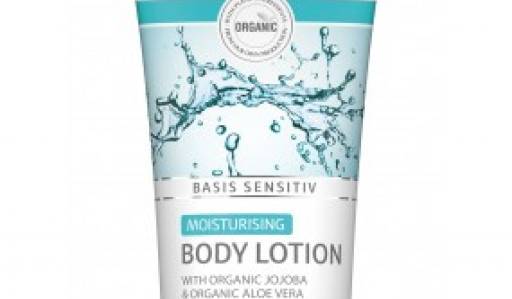 ORGANIC
BASIS SENSITIV
MOISTURISING
BODY LOTION
WITH ORGANIC JOJOBA
& ORGANIC ALOE VERA